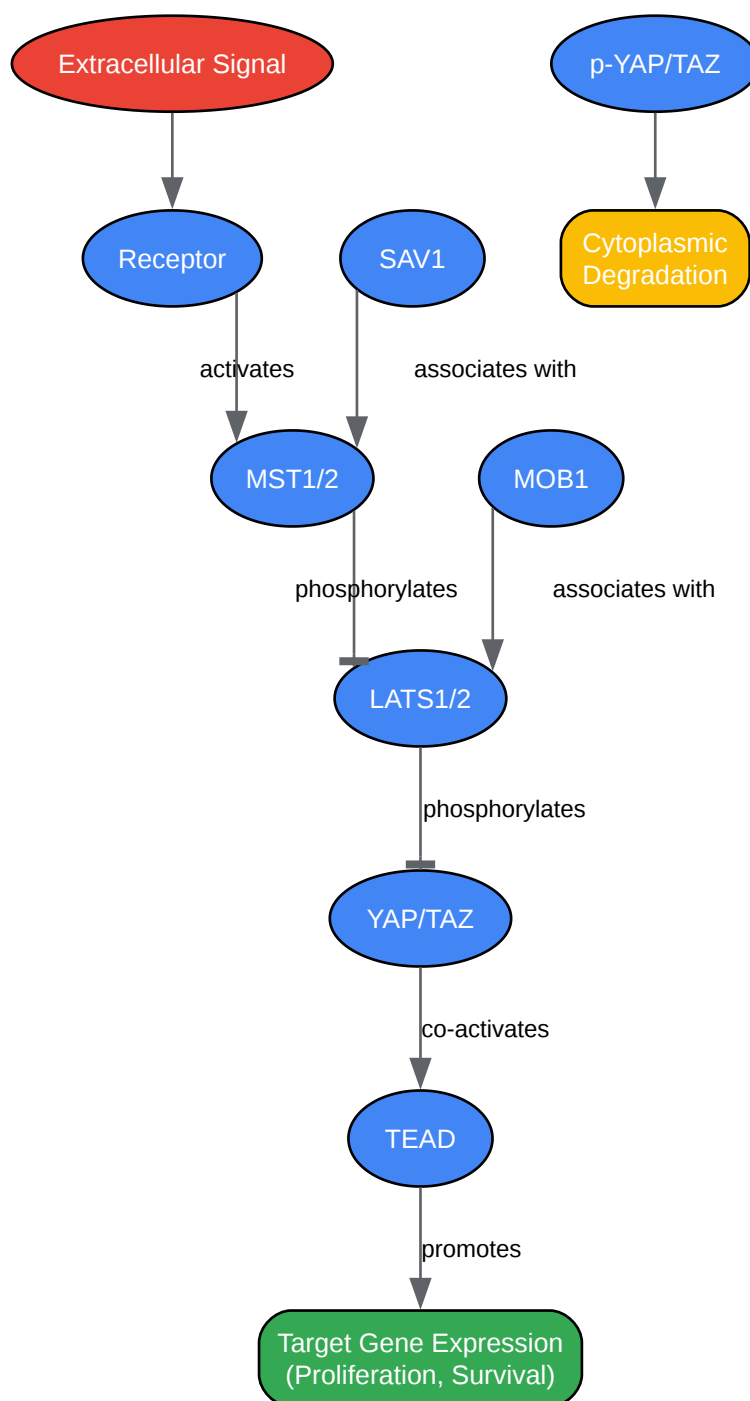 Extracellular Signal
p-YAP/TAZ
Receptor
SAV1
Cytoplasmic
Degradation
activates
associates with
MST1/2
MOB1
phosphorylates
associates with
LATS1/2
phosphorylates
YAP/TAZ
co-activates
TEAD
promotes
Target Gene Expression
(Proliferation, Survival)